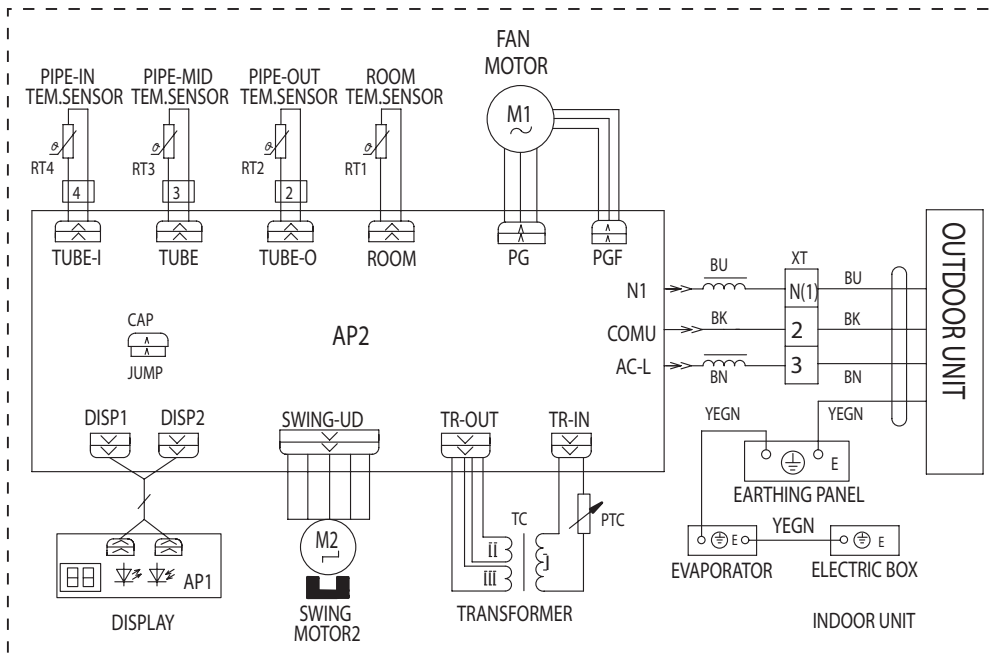 FAN
MOTOR
PIPE-IN
TEM.SENSOR
PIPE-MID
TEM.SENSOR
PIPE-OUT
TEM.SENSOR
ROOM
TEM.SENSOR
M1
RT4
RT3
RT2
RT1
4
3
2
TUBE-I
TUBE
TUBE-O
ROOM
PG
PGF
N1
COMU
AC-L
BU
BK
BN
XT
N(1)
2
3
BU
BK
BN
OUTDOOR UNIT
CAP
JUMP
AP2
DISP1
DISP2
SWING-UD
TR-OUT
TR-IN
YEGN
YEGN
E
EARTHING PANEL
M2
TC
PTC
II
III
I
YEGN
E
E
EVAPORATOR
ELECTRIC BOX
88
AP1
DISPLAY
SWING
MOTOR2
TRANSFORMER
INDOOR UNIT